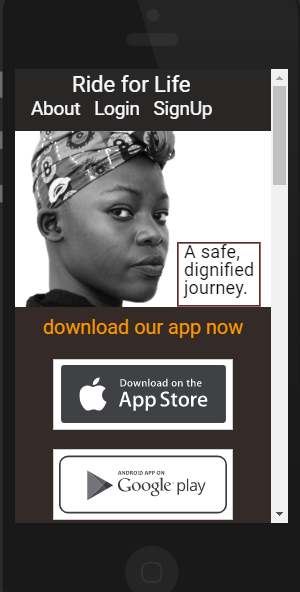 Ride for Life
About Login SignUp
A safe,
dignified
journey.
download our app now
Download on the
App Store
ANDROID APP ON
Google play